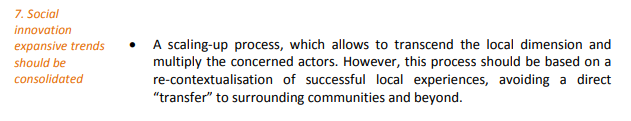 7. Social
innovation
expansive trends
should be
consolidated
• A scaling-up process, which allows to transcend the local dimension and
multiply the concerned actors. However, this process should be based on a
re-contextualisation of successful local experiences, avoiding a direct
“transfer” to surrounding communities and beyond.